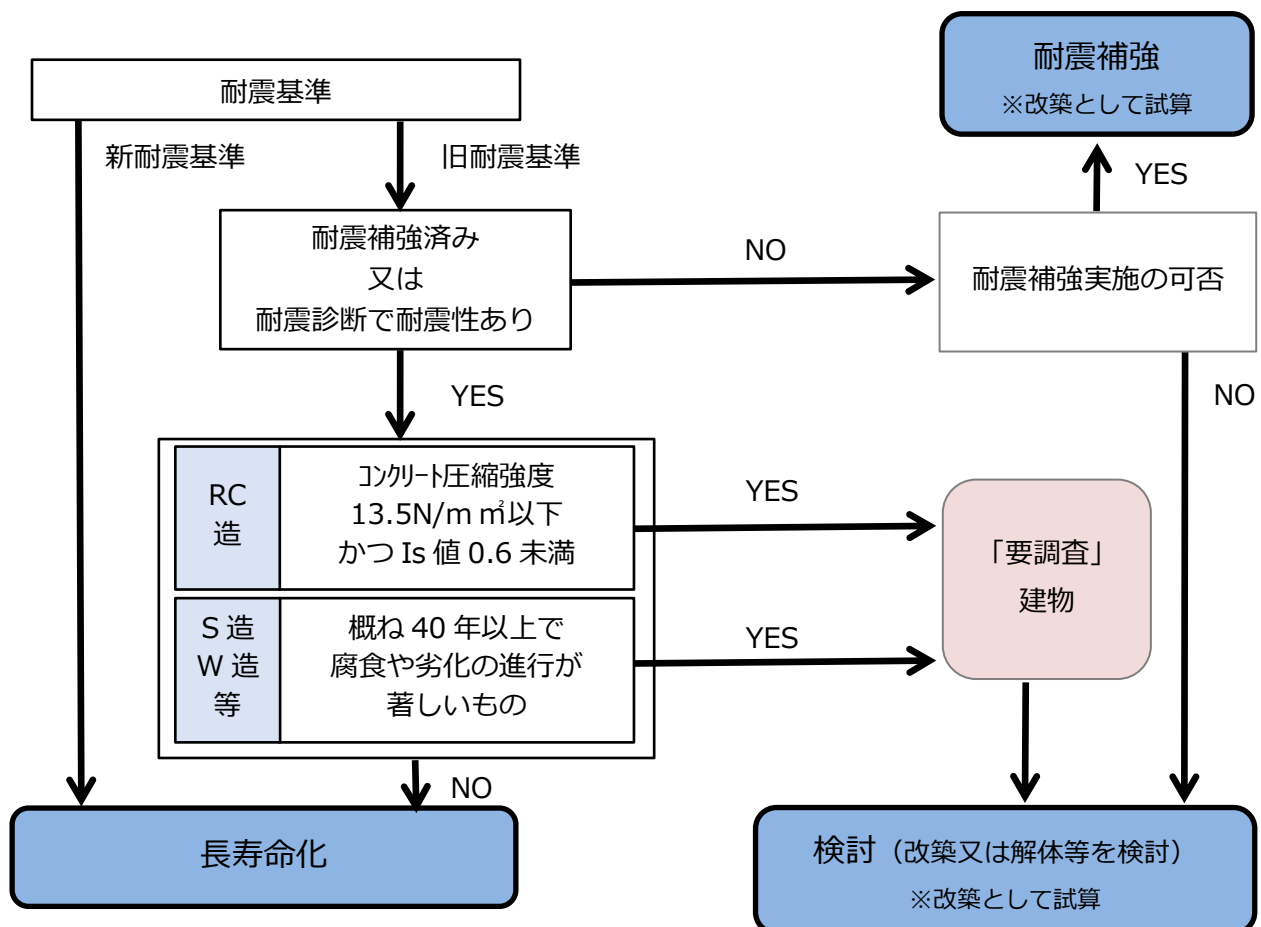 耐震基準
新耐震基準
旧耐震基準
耐震補強済み
又は
耐震診断で耐震性あり
NO
耐震補強実施の可否
YES
耐震補強
※改築として試算
NO
YES
RC
造
コンクリート圧縮強度
13.5N/m㎡以下
かつ Is 値 0.6 未満
YES
S 造
W 造
等
概ね 40 年以上で
腐食や劣化の進行が
著しいもの
YES
「要調査」
建物
NO
長寿命化
検討（改築又は解体等を検討）
※改築として試算